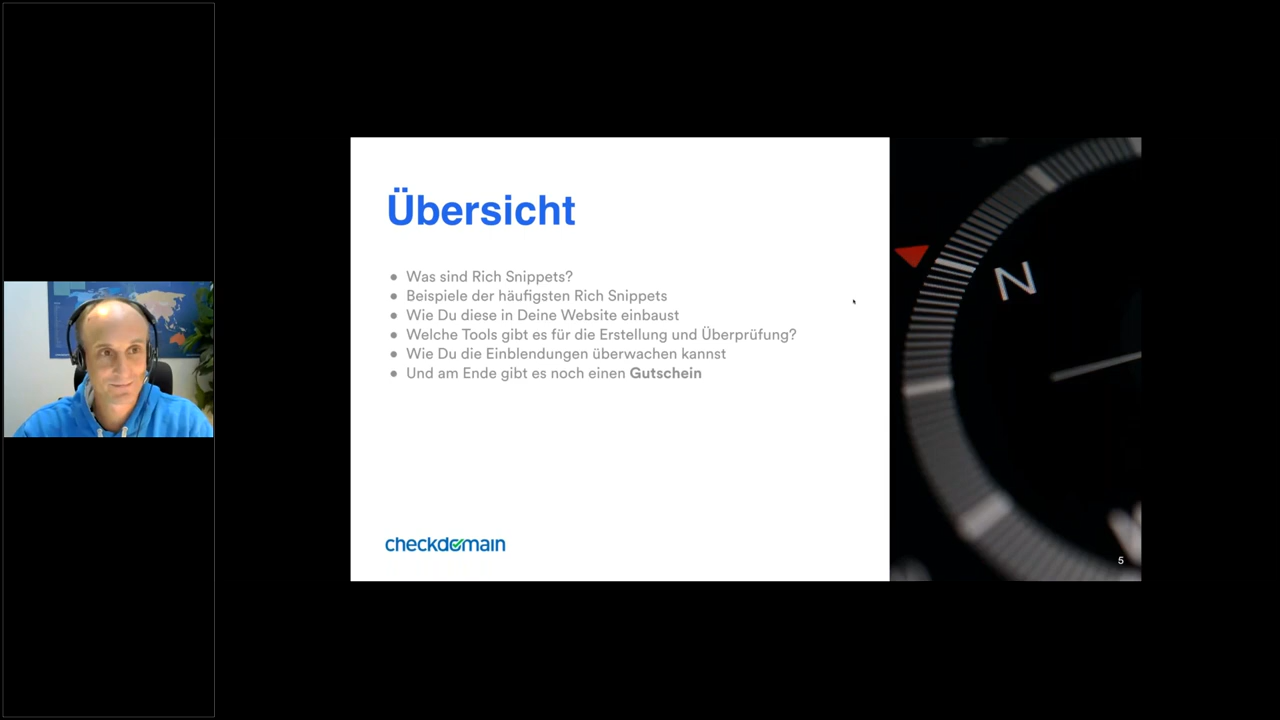 Übersicht
● Was sind Rich Snippets?
● Beispiele der häufigsten Rich Snippets
● Wie Du diese in Deine Website einbaust
● Welche Tools gibt es für die Erstellung und Überprüfung?
● Wie Du die Einblendungen überwachen kannst
● Und am Ende gibt es noch einen Gutschein
N
checkdomain
5